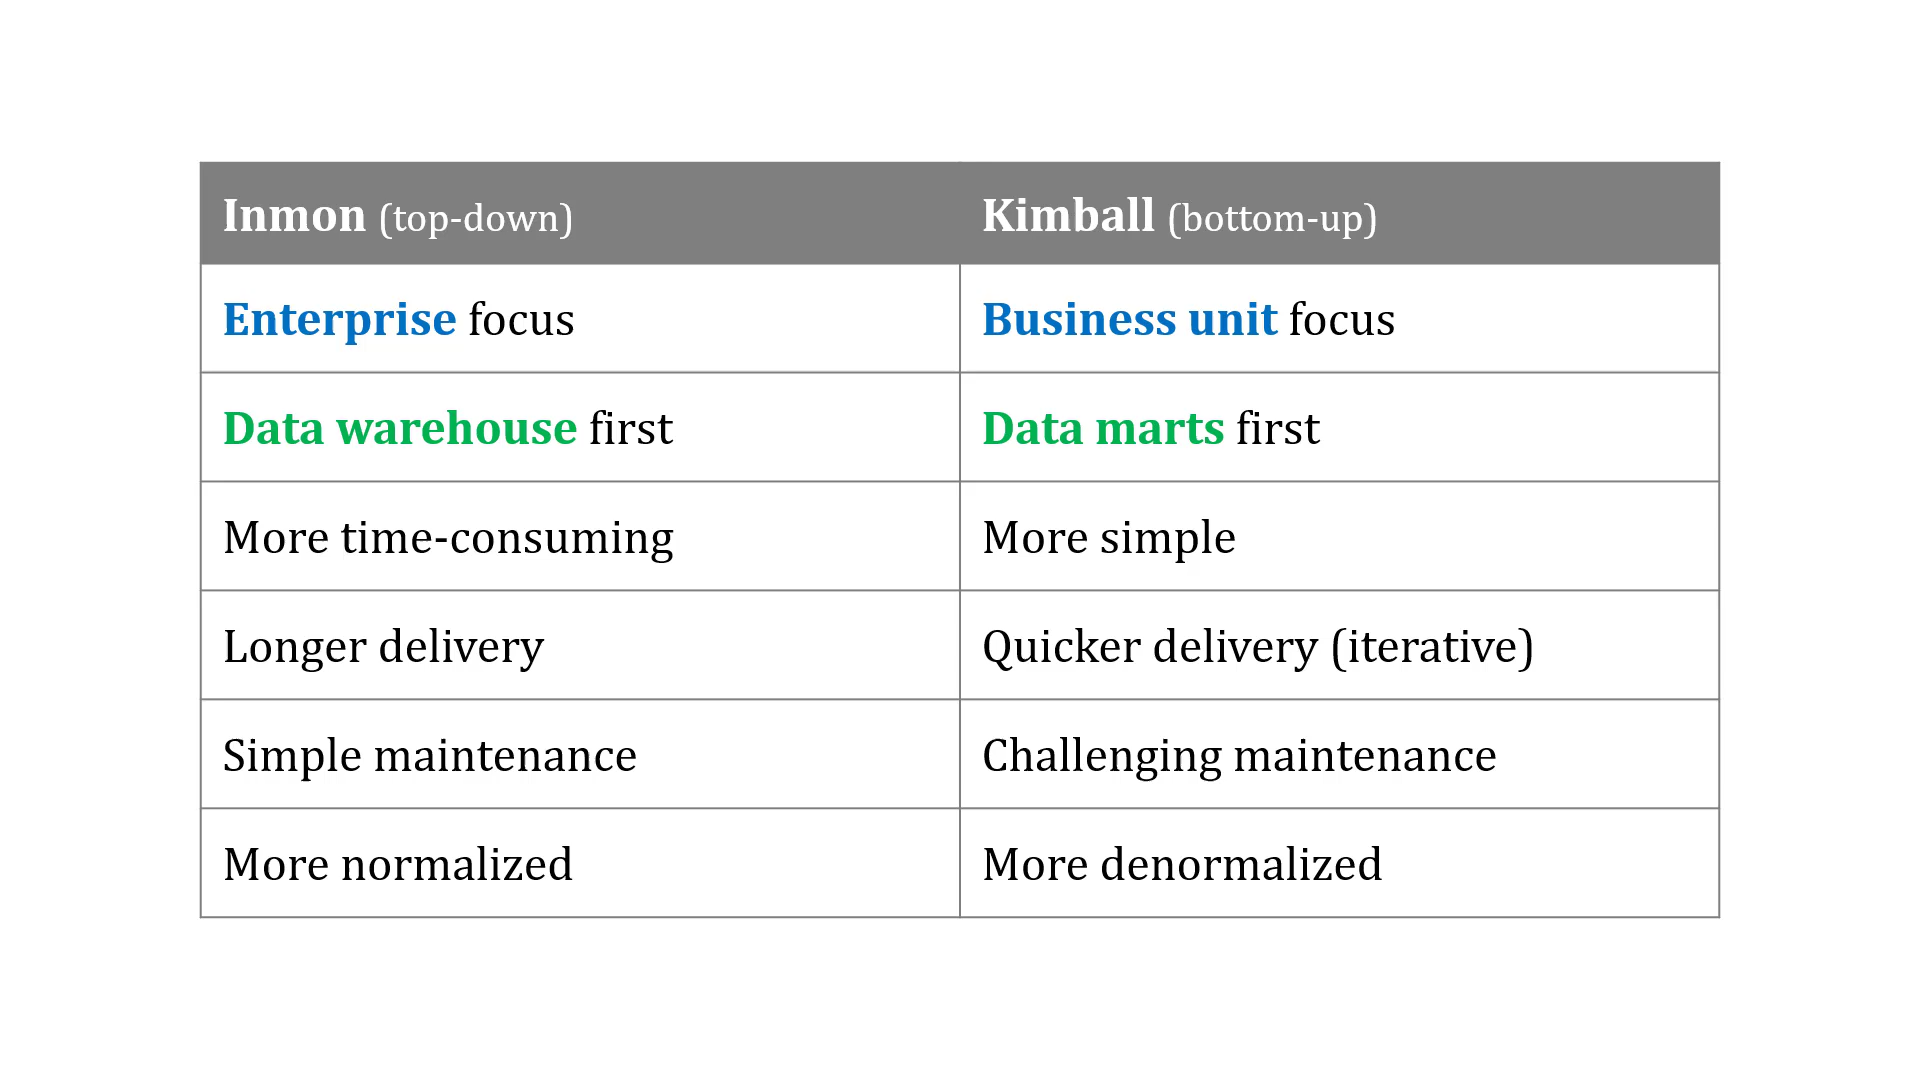 Inmon (top-down) Kimball (bottom-up)
Enterprise focus Business unit focus
Data warehouse first Data marts first
More time-consuming More simple
Longer delivery Quicker delivery (iterative)
Simple maintenance Challenging maintenance
More normalized More denormalized